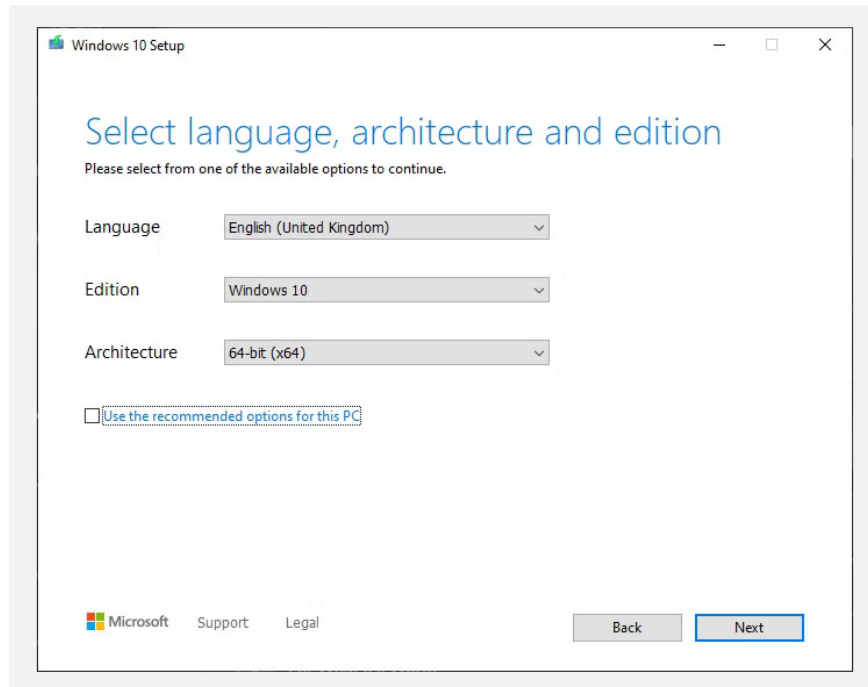 Windows 10 Setup
Select language, architecture and edition
Please select from one of the available options to continue.
Language English (United Kingdom)
Edition Windows 10
Architecture 64-bit (x64)
Use the recommended options for this PC
Microsoft Support Legal Back Next